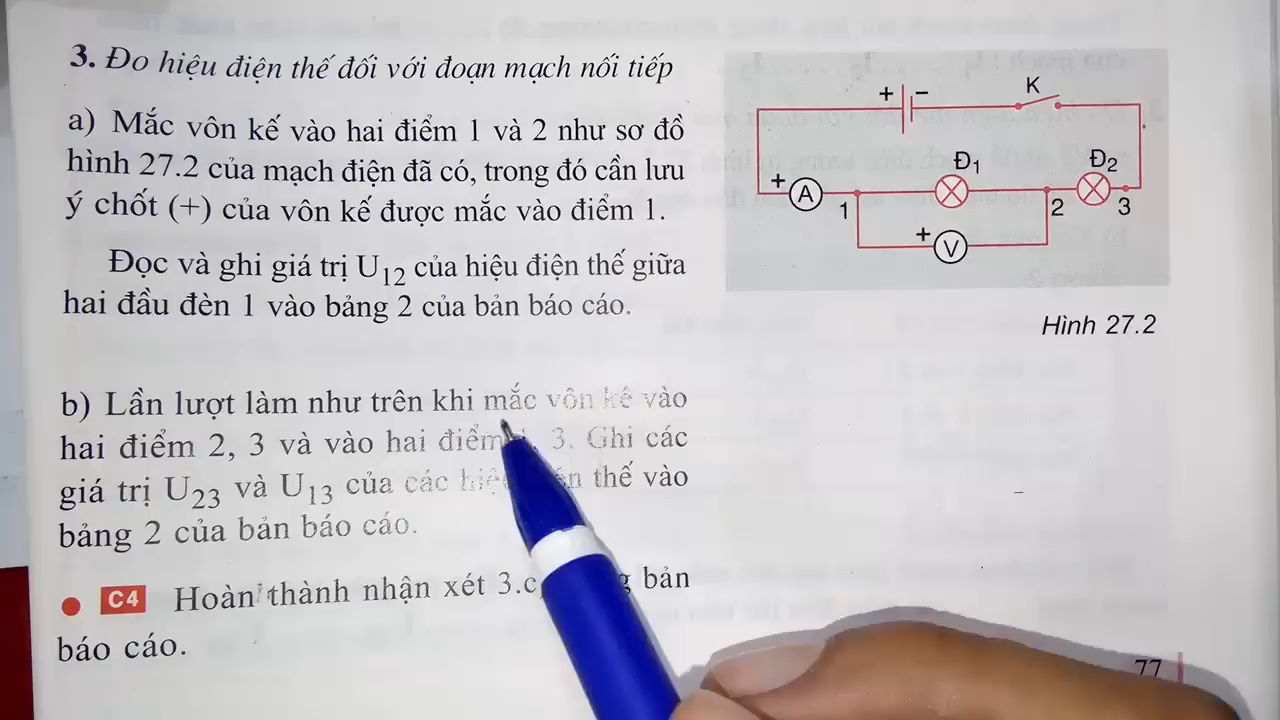 3. Đo hiệu điện thế đối với đoạn mạch nối tiếp
a) Mắc vôn kế vào hai điểm 1 và 2 như sơ đồ
hình 27.2 của mạch điện đã có, trong đó cần lưu
ý chốt (+) của vôn kế được mắc vào điểm 1.
Đọc và ghi giá trị U12 của hiệu điện thế giữa
hai đầu đèn 1 vào bảng 2 của bản báo cáo.
b) Lần lượt làm như trên khi mắc vôn kế vào
hai điểm 2, 3 và vào hai điểm 3. Ghi các
giá trị U23 và U13 của các thế vào
bảng 2 của bản báo cáo.
C4 Hoàn thành nhận xét 3.c bản
báo cáo.
+ − K
Đ1 Đ2
+ A 1 2 3
+ V
Hình 27.2
77